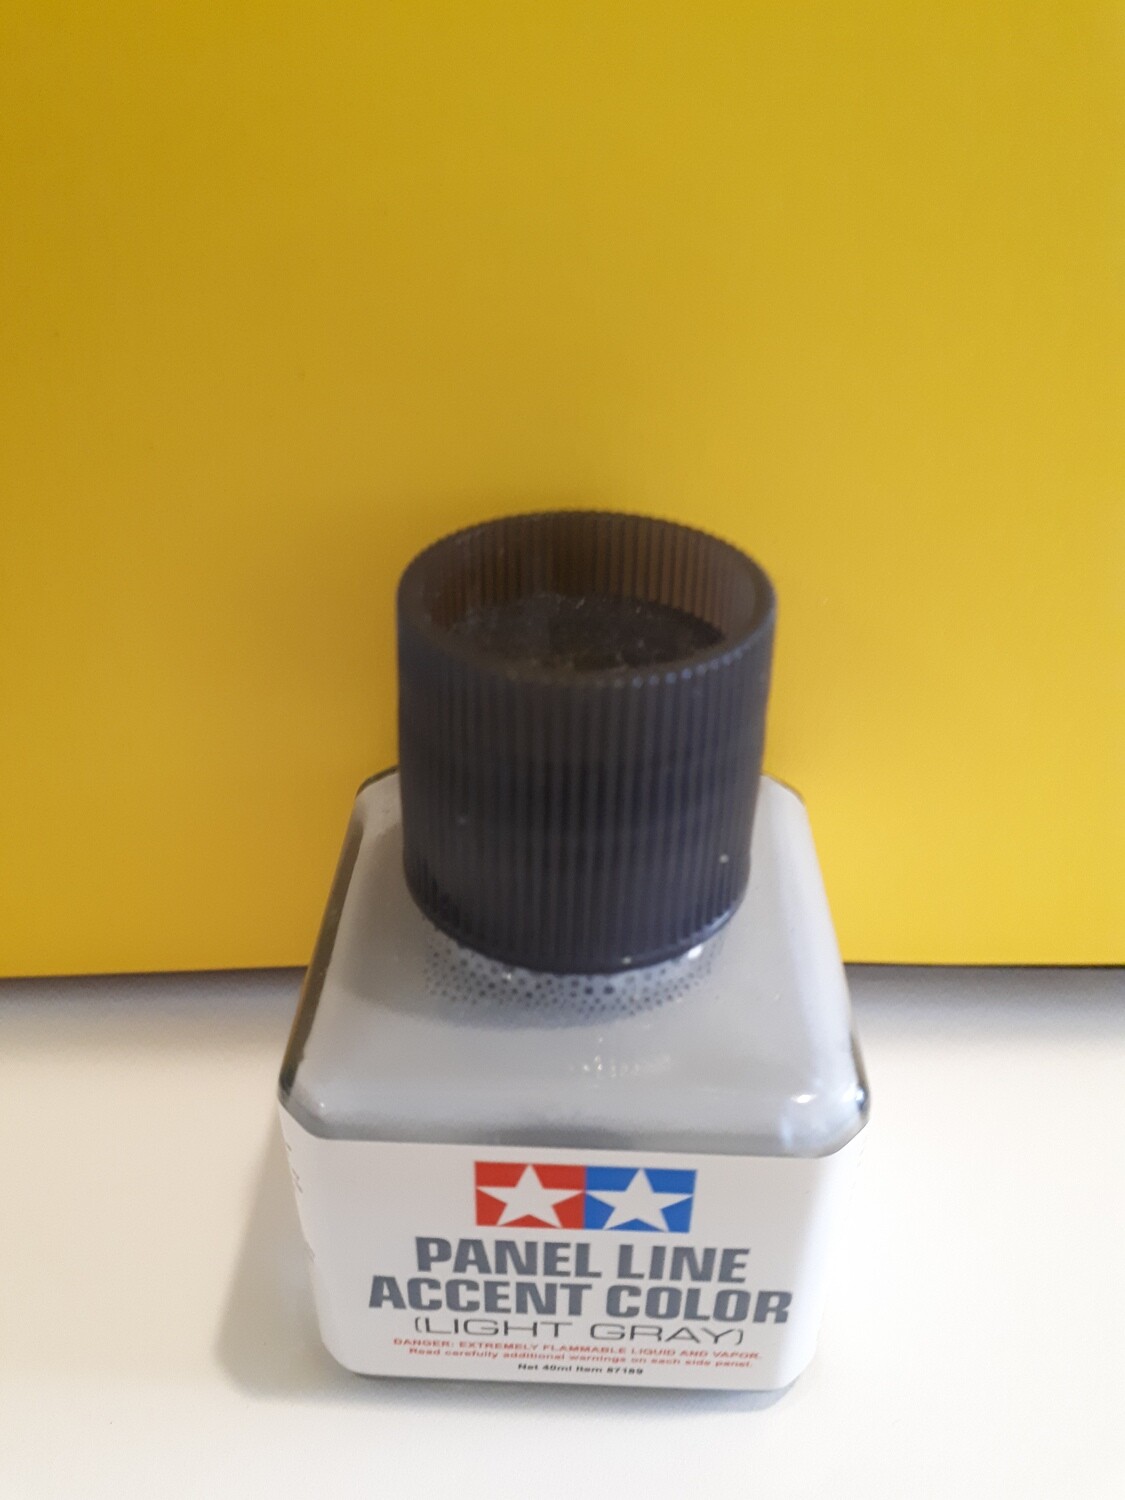 PANEL LINE
ACCENT COLOR
(LIGHT GRAY)
DANGER: EXTREMELY FLAMMABLE LIQUID AND VAPOR.
Read carefully additional warnings on each side panel.
Net 40ml Item 87189